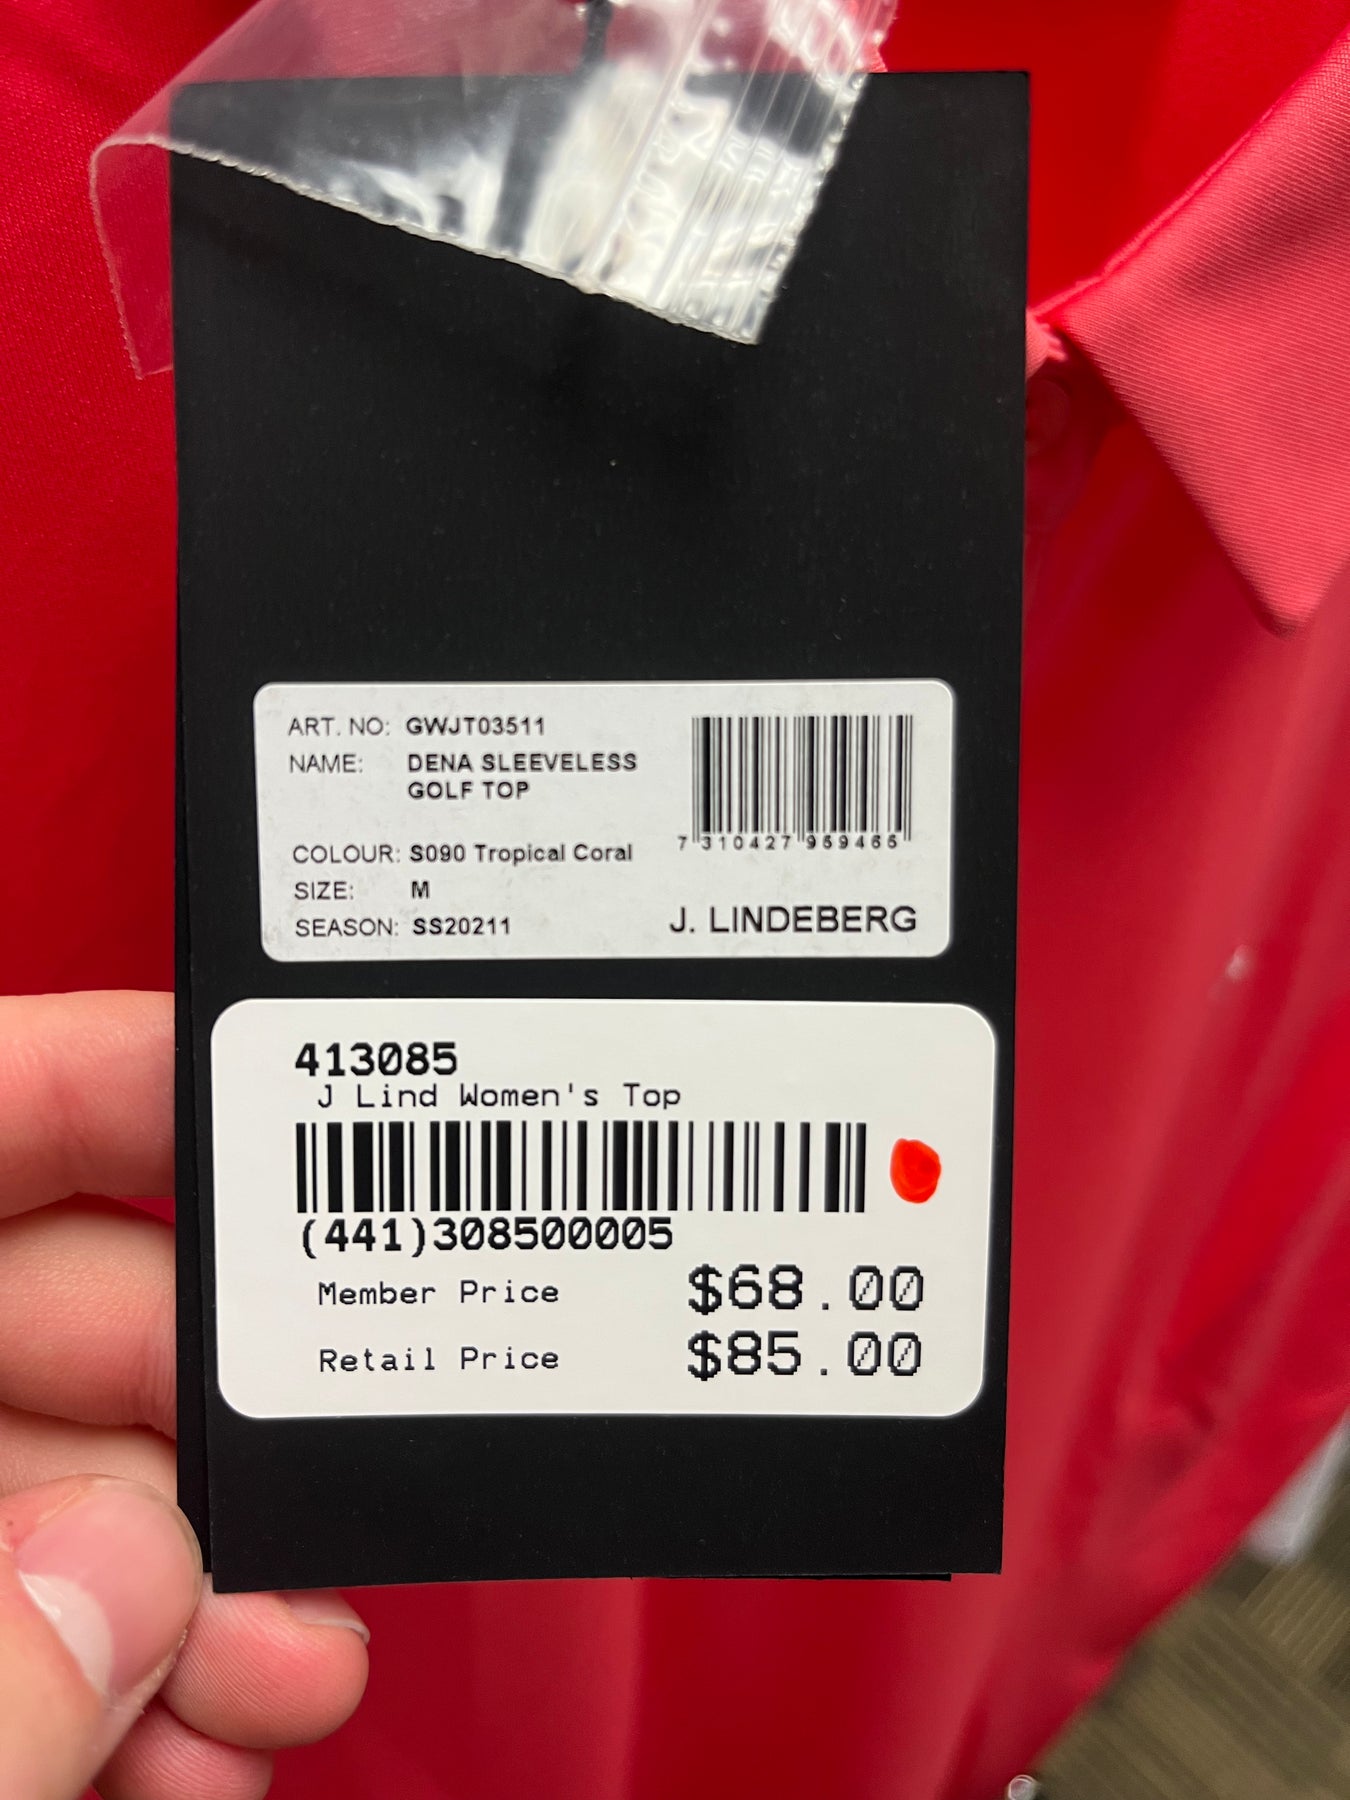 ART. NO: GWJT03511
NAME: DENA SLEEVELESS
GOLF TOP
COLOUR: S090 Tropical Coral
SIZE: M
SEASON: SS20211
7 310427 959465
J. LINDEBERG
413085
J Lind Women's Top
(441)308500005
Member Price $68.00
Retail Price $85.00